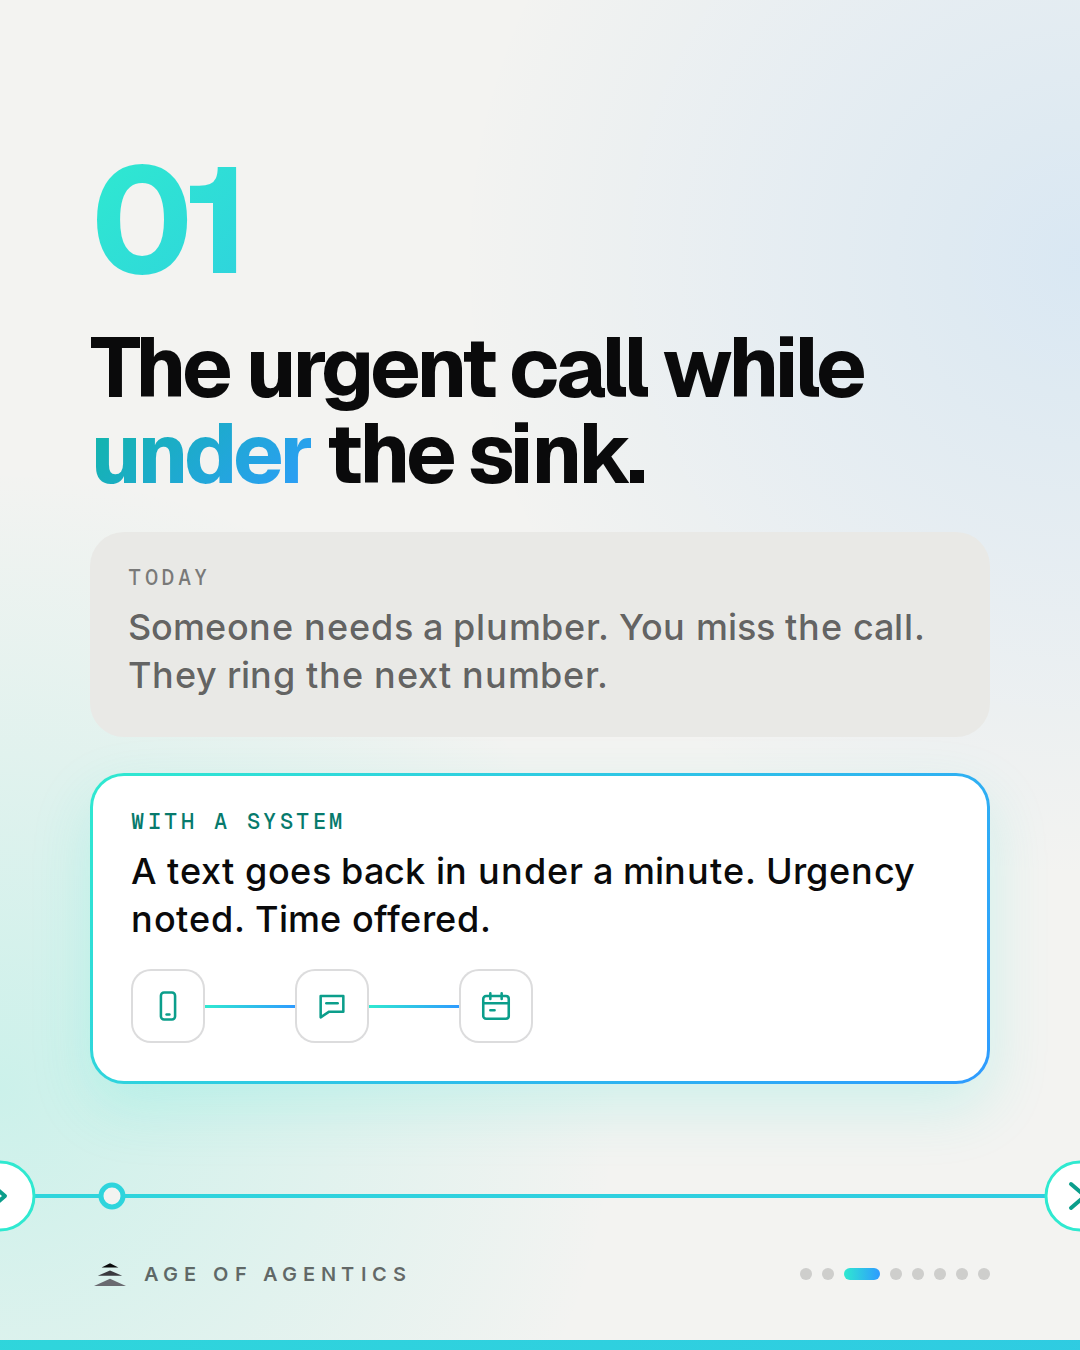 01
The urgent call while
under the sink.
TODAY
Someone needs a plumber. You miss the call.
They ring the next number.
WITH A SYSTEM
A text goes back in under a minute. Urgency
noted. Time offered.
AGE OF AGENTICS